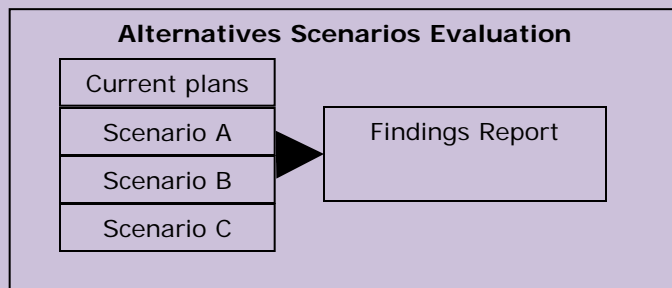 Alternatives Scenarios Evaluation
Current plans
Scenario A
Scenario B
Scenario C
Findings Report